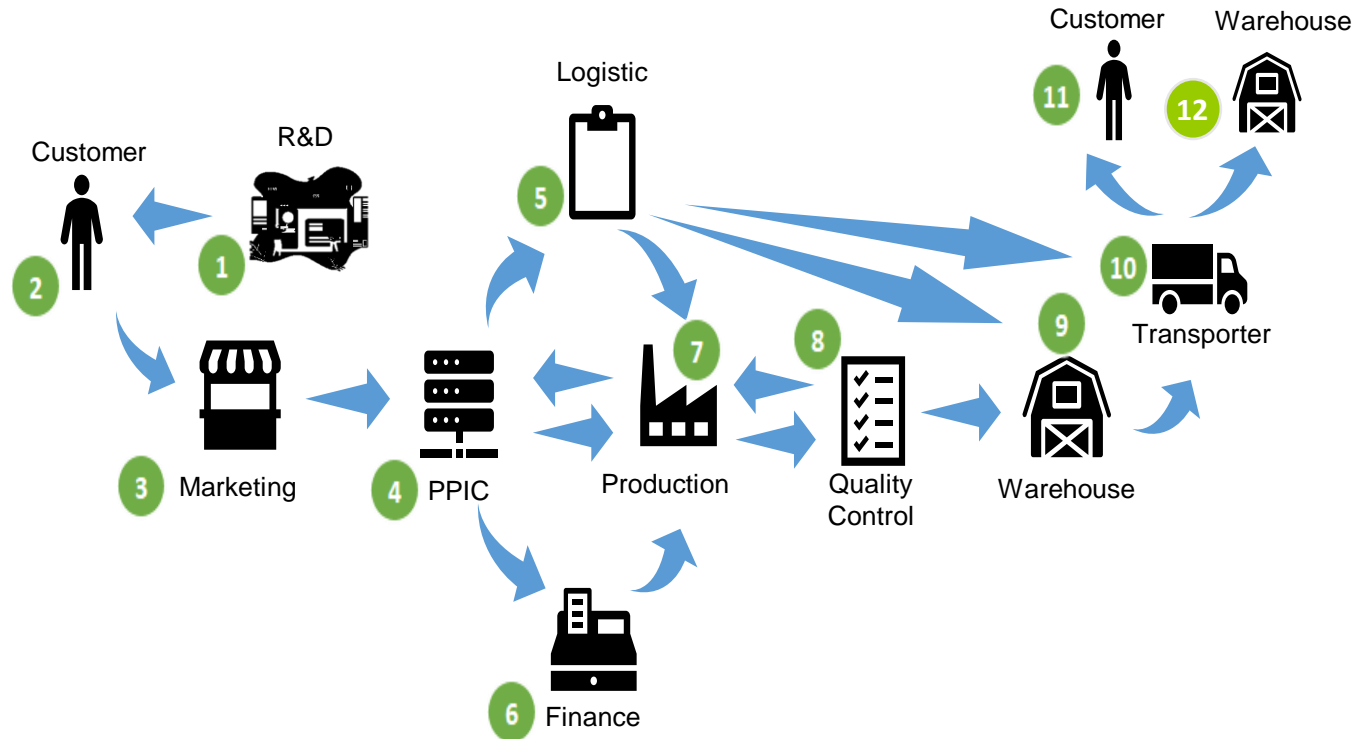 Customer
Warehouse
11
12
Logistic
R&D
Customer
5
1
2
10
Transporter
9
7
8
3
Marketing
4
PPIC
Production
Quality
Control
Warehouse
6
Finance